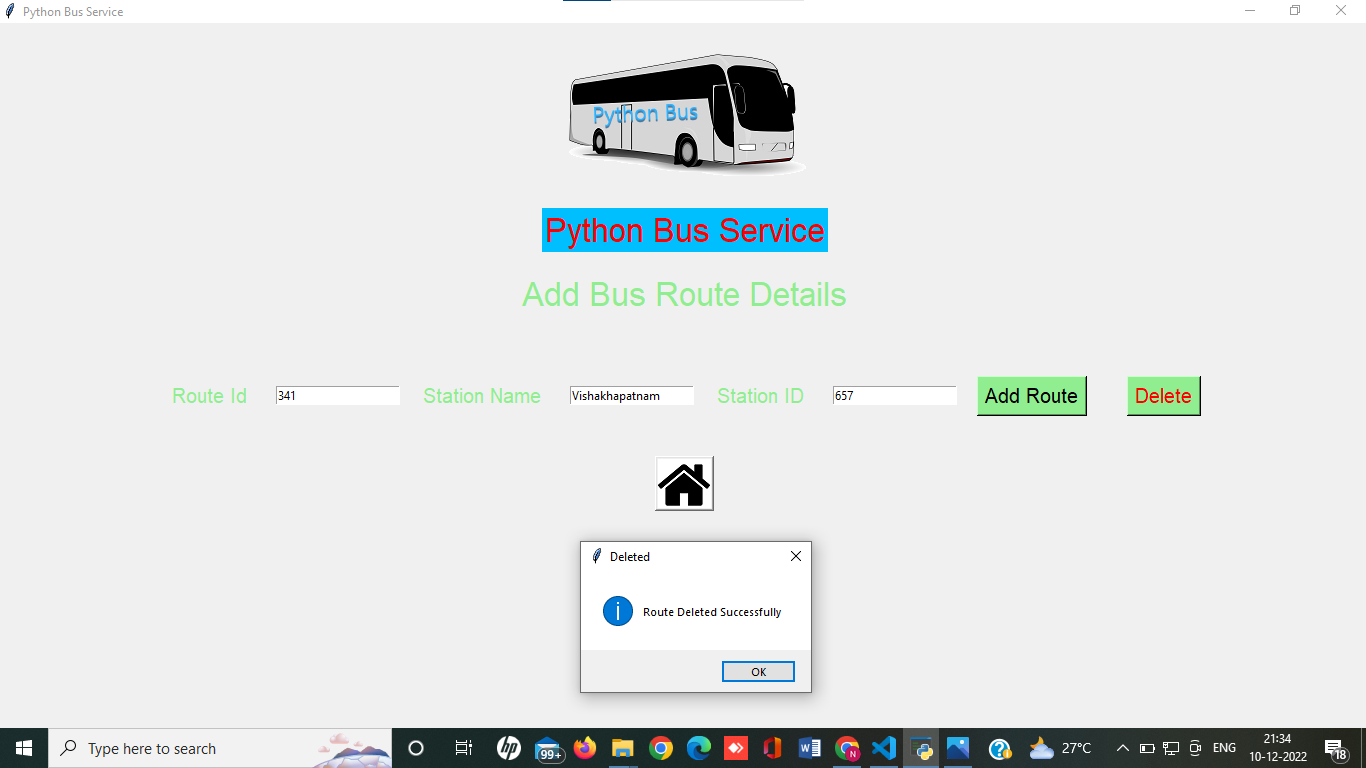 Python Bus Service
Python Bus
Python Bus Service
Add Bus Route Details
Route Id 341 Station Name Vishakhapatnam Station ID 657 Add Route Delete
Deleted
i
Route Deleted Successfully
OK
Type here to search
hp
99+
W
N
27°C
ENG
21:34
10-12-2022
18